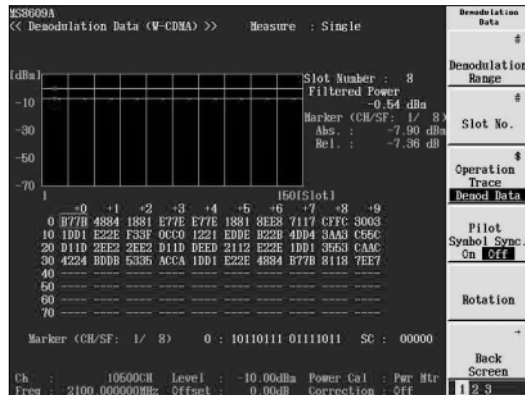 MS8609A
<< Demodulation Data (W-CDMA) >> Measure : Single
[dBm]
-10
-30
-50
-70
1 150[Slot]
Slot Number : 8
Filtered Power
-0.54 dBm
Marker (CH/SF: 1/ 8)
Abs. : -7.90 dBm
Rel. : -7.36 dB
+0 +1 +2 +3 +4 +5 +6 +7 +8 +9
0 B77B 4884 1881 E77E E77E 1881 8EE8 7117 CFFC 3003
10 1DD1 E22E F33F 0CC0 1221 EDDE B22B 4DD4 3AA3 C55C
20 D11D 2EE2 2EE2 D11D DEED 2112 E22E 1DD1 3553 CAAC
30 4224 BDDB 5335 ACCA 1DD1 E22E 4884 B77B 8118 7EE7
40 ---- ---- ---- ---- ---- ---- ---- ---- ---- ----
50 ---- ---- ---- ---- ---- ---- ---- ---- ---- ----
60 ---- ---- ---- ---- ---- ---- ---- ---- ---- ----
70 ---- ---- ---- ---- ---- ---- ---- ---- ---- ----
Marker (CH/SF: 1/ 8) 0 : 10110111 01111011 SC : 00000
Ch : 10500CH Level : -10.00dBm Power Cal : Pwr Mtr
Freq : 2100.000000MHz Offset : 0.00dB Correction : Off
Demodulation
Data
#
Demodulation
Range
#
Slot No.
$
Operation
Trace
Demod Data
Pilot
Symbol Sync.
On Off
Rotation
→
Back
Screen
1 2 3